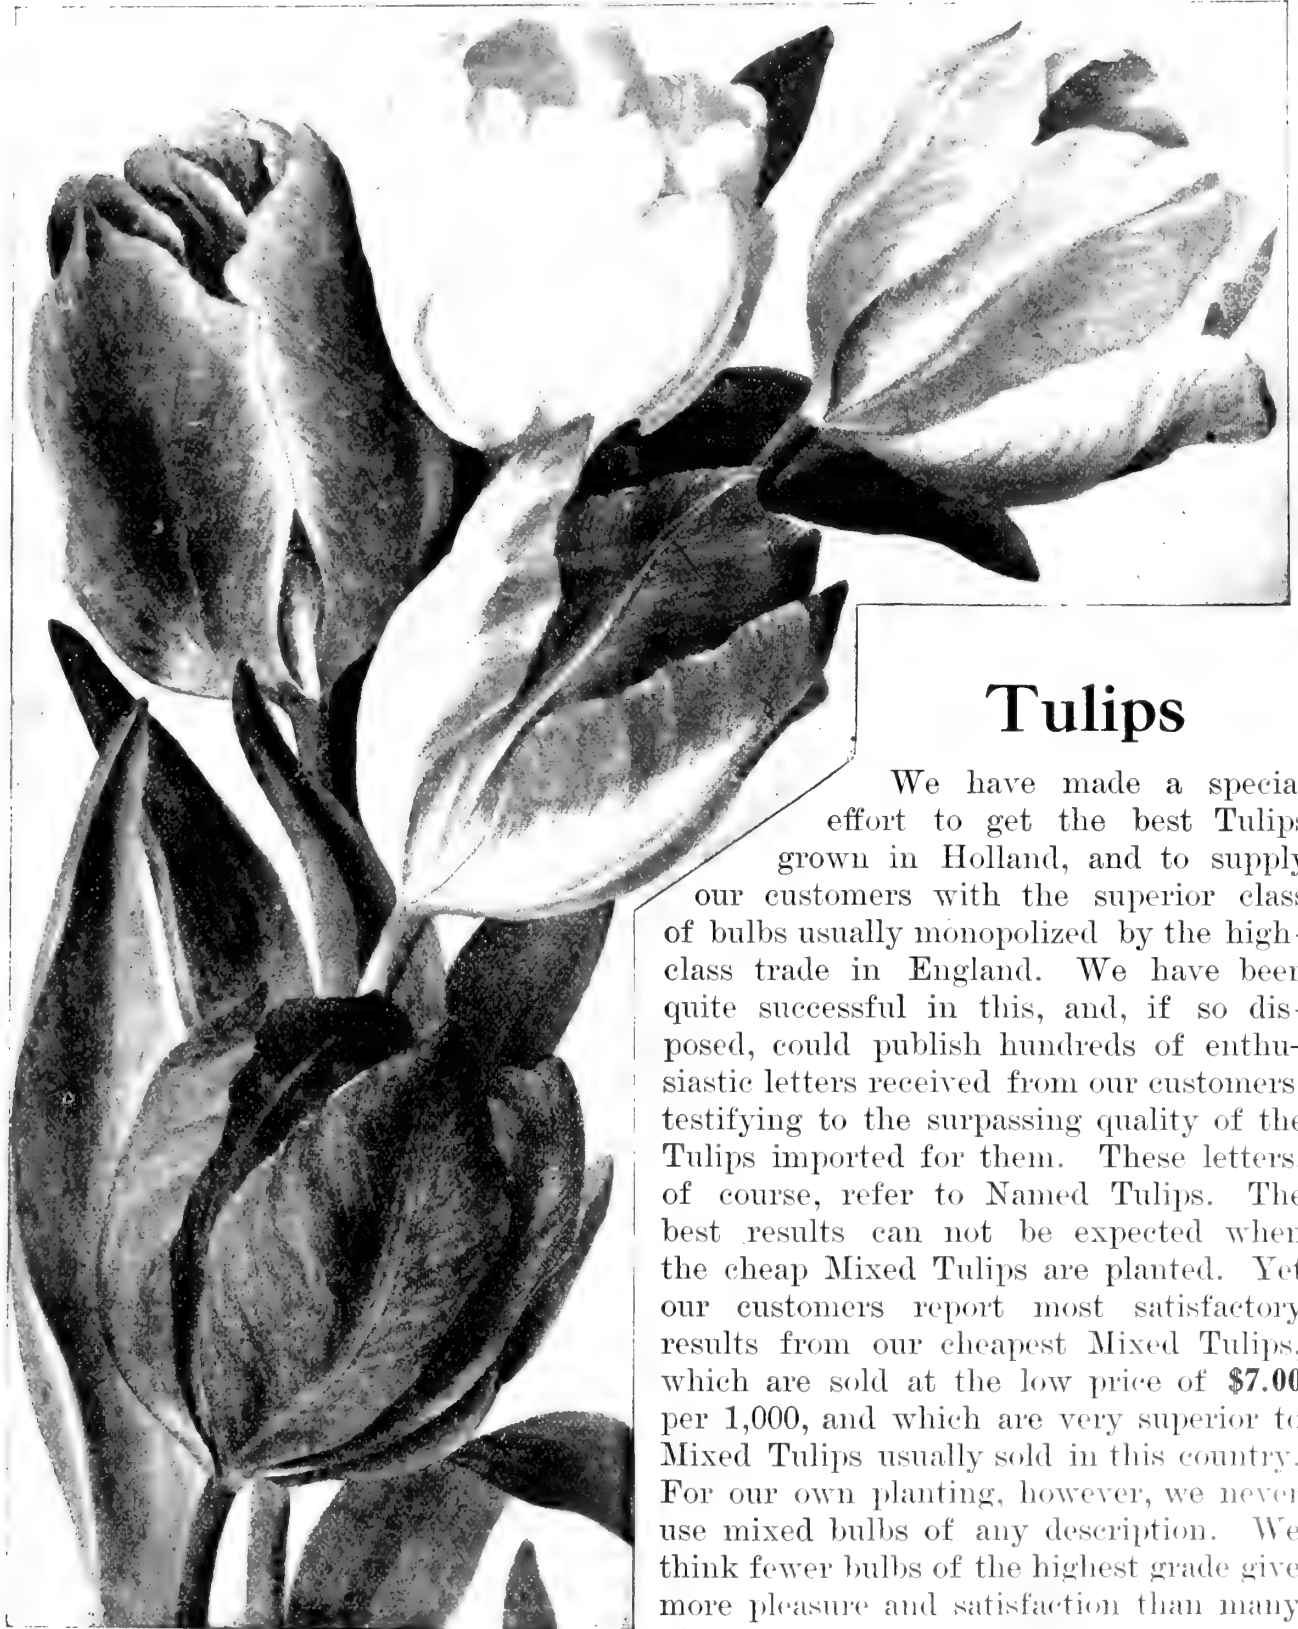 Tulips
We have made a specia
effort to get the best Tulips
grown in Holland, and to supply
our customers with the superior class
of bulbs usually monopolized by the high-
class trade in England. We have been
quite successful in this, and, if so dis-
posed, could publish hundreds of enthu-
siastic letters received from our customers
testifying to the surpassing quality of the
Tulips imported for them. These letters,
of course, refer to Named Tulips. The
best results can not be expected when
the cheap Mixed Tulips are planted. Yet
our customers report most satisfactory
results from our cheapest Mixed Tulips,
which are sold at the low price of $7.00
per 1,000, and which are very superior to
Mixed Tulips usually sold in this country.
For our own planting, however, we never
use mixed bulbs of any description. We
think fewer bulbs of the highest grade give
more pleasure and satisfaction than many